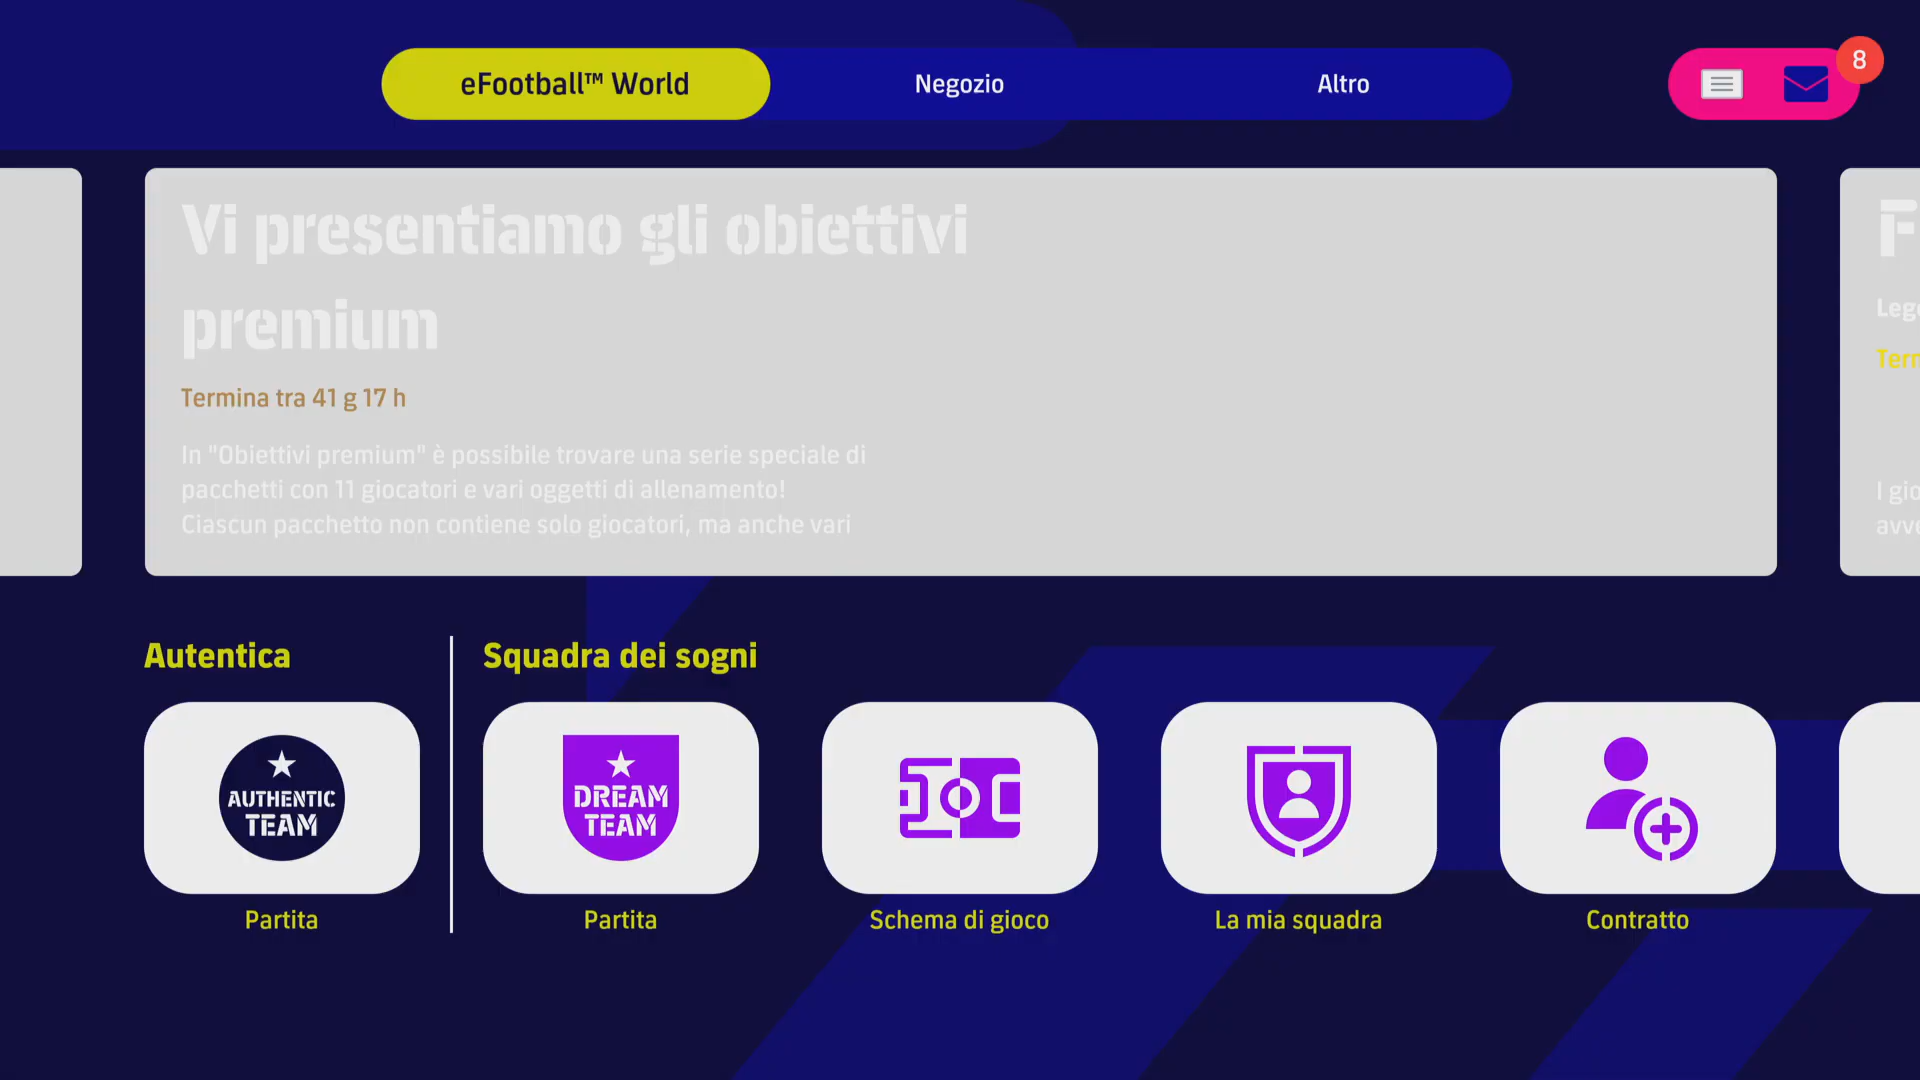 eFootball™ World
Negozio
Altro
8
Vi presentiamo gli obiettivi
premium
Termina tra 41 g 17 h
In "Obiettivi premium" è possibile trovare una serie speciale di
pacchetti con 11 giocatori e vari oggetti di allenamento!
Ciascun pacchetto non contiene solo giocatori, ma anche vari
Autentica
AUTHENTIC
TEAM
Partita
Squadra dei sogni
DREAM
TEAM
Partita
Schema di gioco
La mia squadra
Contratto